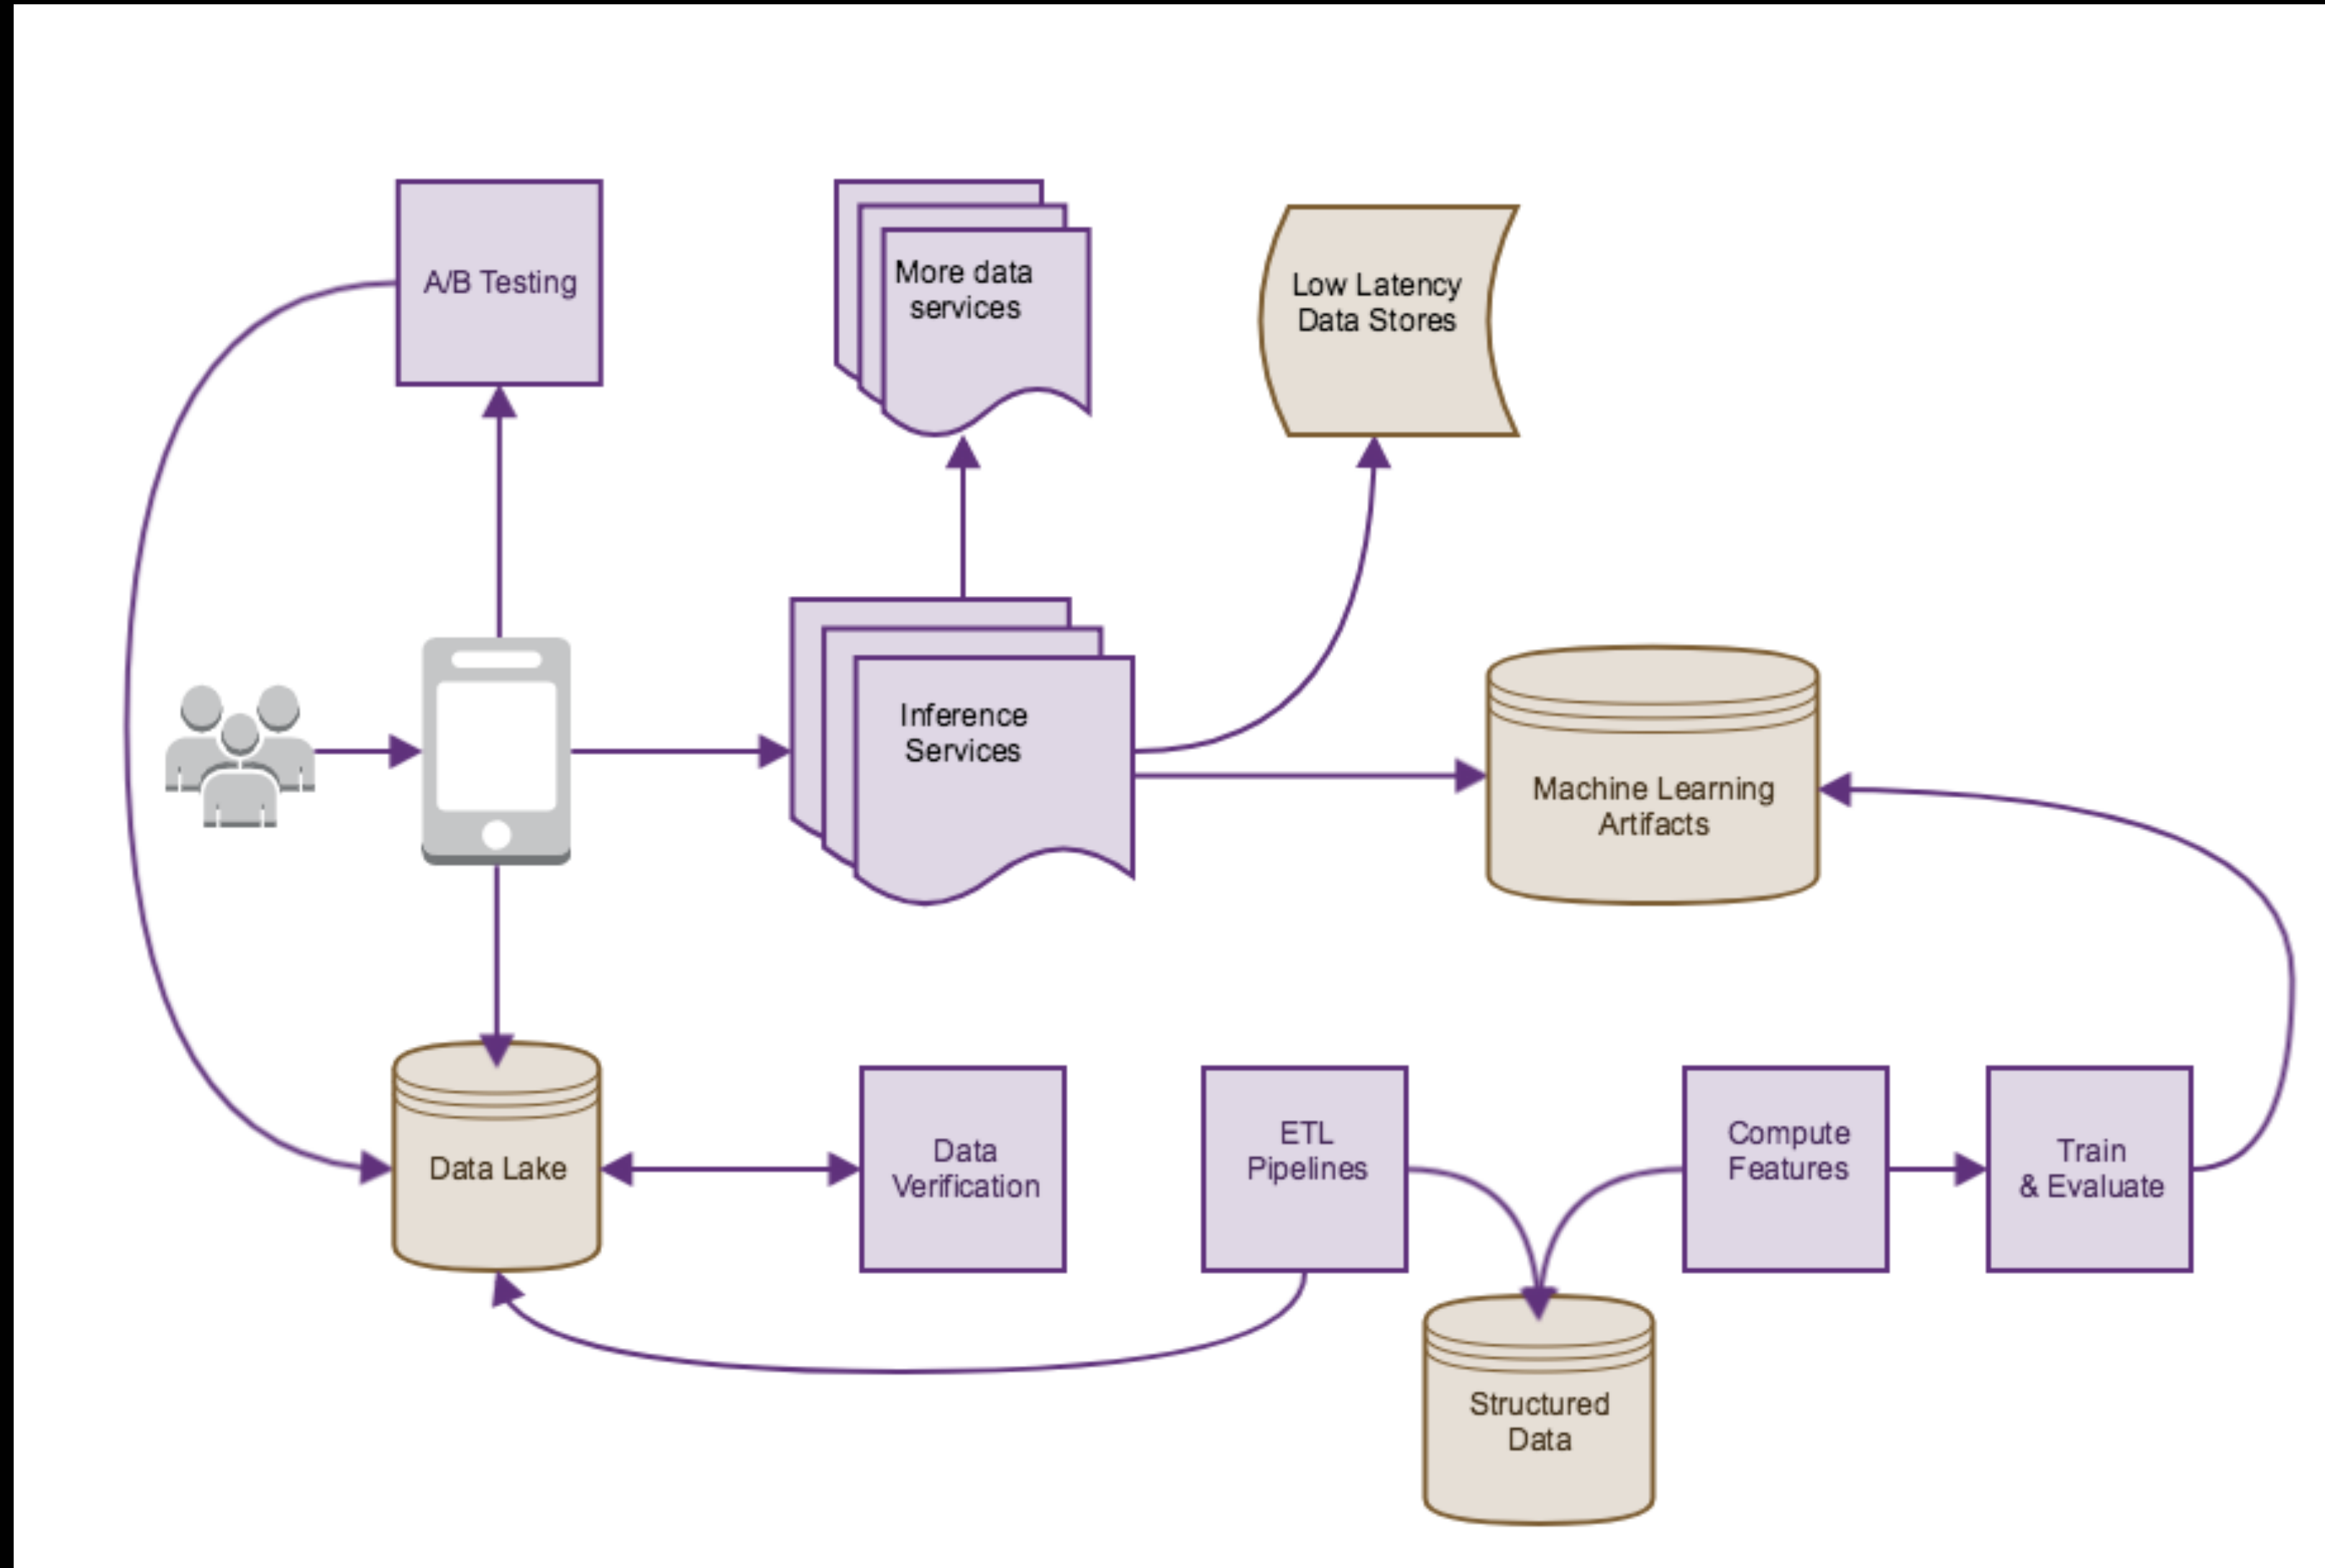 A/B Testing
More data
services
Low Latency
Data Stores
Inference
Services
Machine Learning
Artifacts
Data Lake
Data
Verification
ETL
Pipelines
Compute
Features
Train
& Evaluate
Structured
Data